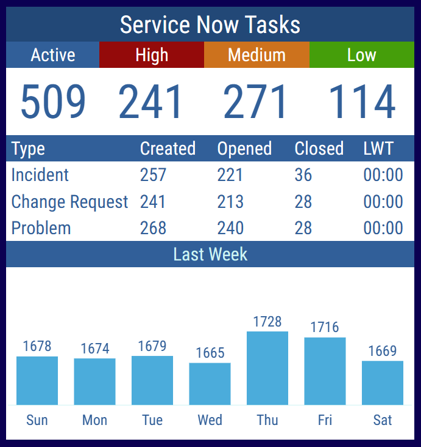 Service Now Tasks
Active High Medium Low
509 241 271 114
Type Created Opened Closed LWT
Incident 257 221 36 00:00
Change Request 241 213 28 00:00
Problem 268 240 28 00:00
Last Week
1678 1674 1679 1665 1728 1716 1669
Sun Mon Tue Wed Thu Fri Sat